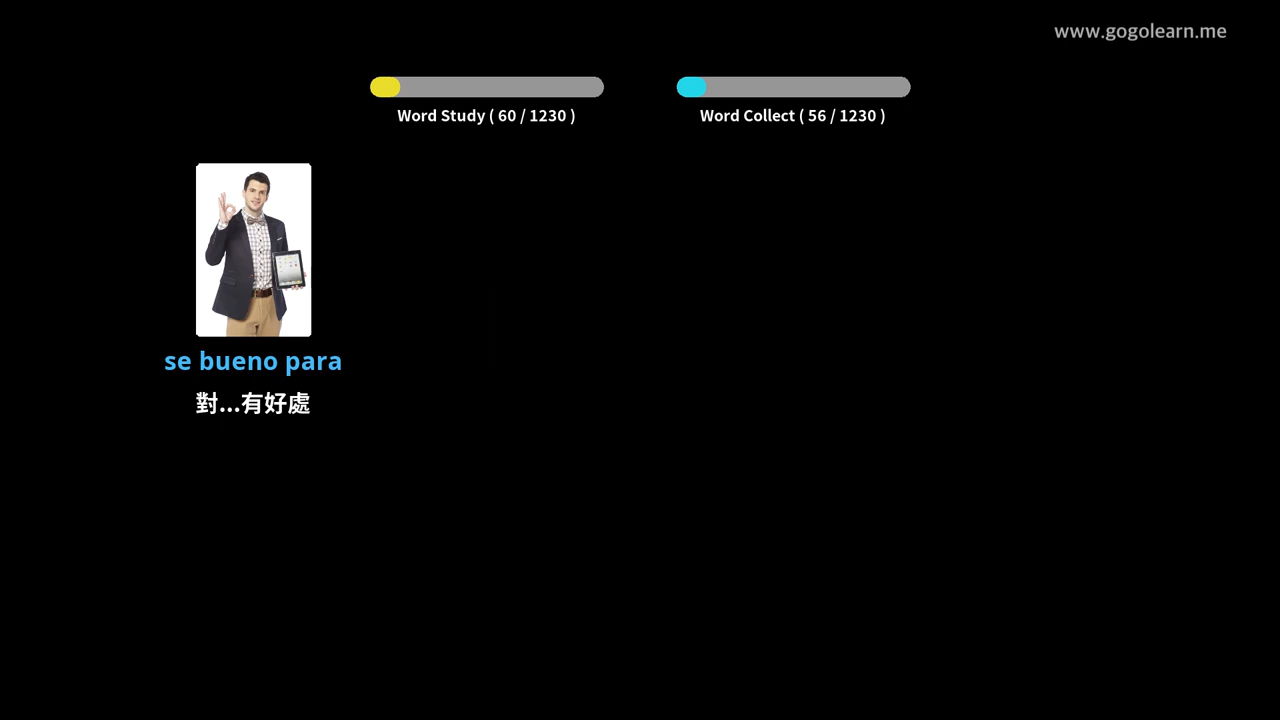 www.gogolearn.me
Word Study ( 60 / 1230 )
Word Collect ( 56 / 1230 )
se bueno para
對...有好處